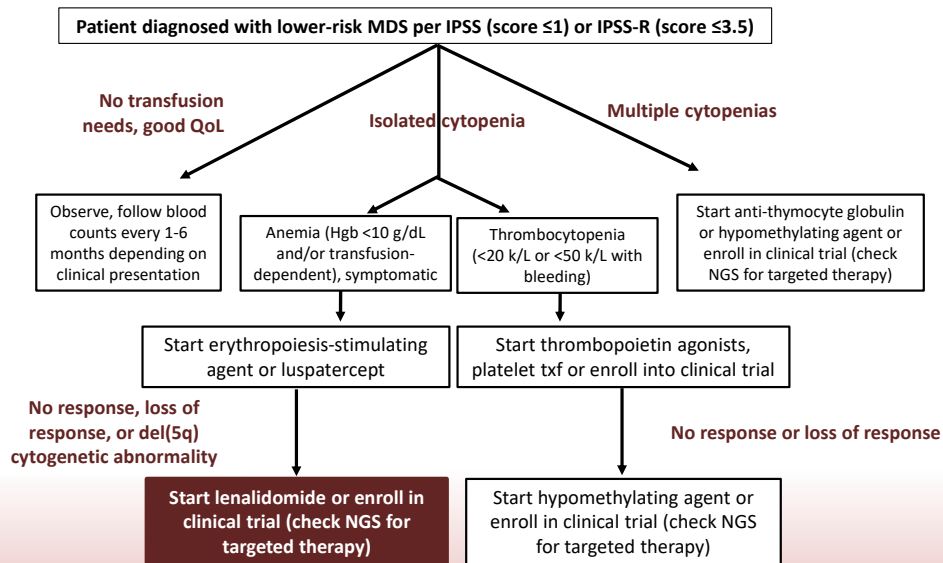 Patient diagnosed with lower-risk MDS per IPSS (score ≤1) or IPSS-R (score ≤3.5)
No transfusion
needs, good QoL
Isolated cytopenia
Multiple cytopenias
Observe, follow blood
counts every 1-6
months depending on
clinical presentation
Anemia (Hgb <10 g/dL
and/or transfusion-
dependent), symptomatic
Thrombocytopenia
(<20 k/L or <50 k/L with
bleeding)
Start anti-thymocyte globulin
or hypomethylating agent or
enroll in clinical trial (check
NGS for targeted therapy)
Start erythropoiesis-stimulating
agent or luspatercept
Start thrombopoietin agonists,
platelet txf or enroll into clinical trial
No response, loss of
response, or del(5q)
cytogenetic abnormality
No response or loss of response
Start lenalidomide or enroll in
clinical trial (check NGS for
targeted therapy)
Start hypomethylating agent or
enroll in clinical trial (check NGS
for targeted therapy)